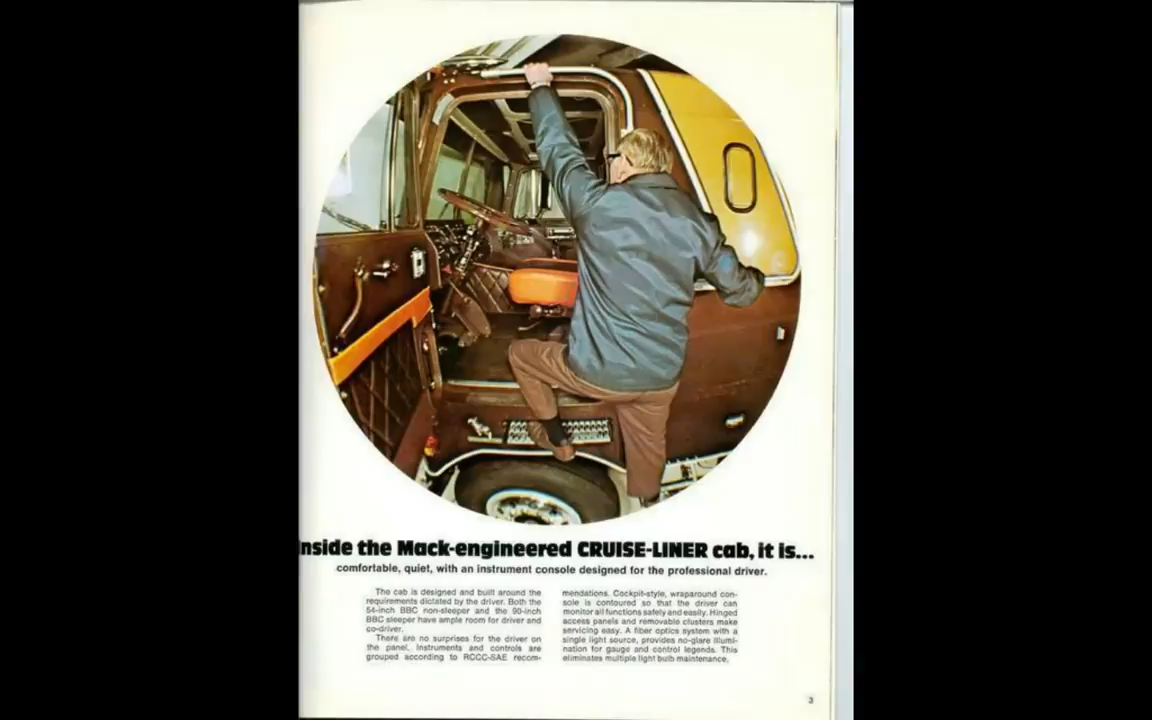 Inside the Mack-engineered CRUISE-LINER cab, it is...
comfortable, quiet, with an instrument console designed for the professional driver.
The cab is designed and built around the
requirements dictated by the driver. Both the
54-inch BBC non-sleeper and the 90-inch
BBC sleeper have ample room for driver and
co-driver.
There are no surprises for the driver on
the panel. Instruments and controls are
grouped according to RCCC-SAE recom-
mendations. Cockpit-style, wraparound con-
sole is contoured so that the driver can
monitor all functions safely and easily. Hinged
access panels and removable clusters make
servicing easy. A fiber optics system with a
single light source, provides no-glare illumi-
nation for gauge and control legends. This
eliminates multiple light bulb maintenance.
3